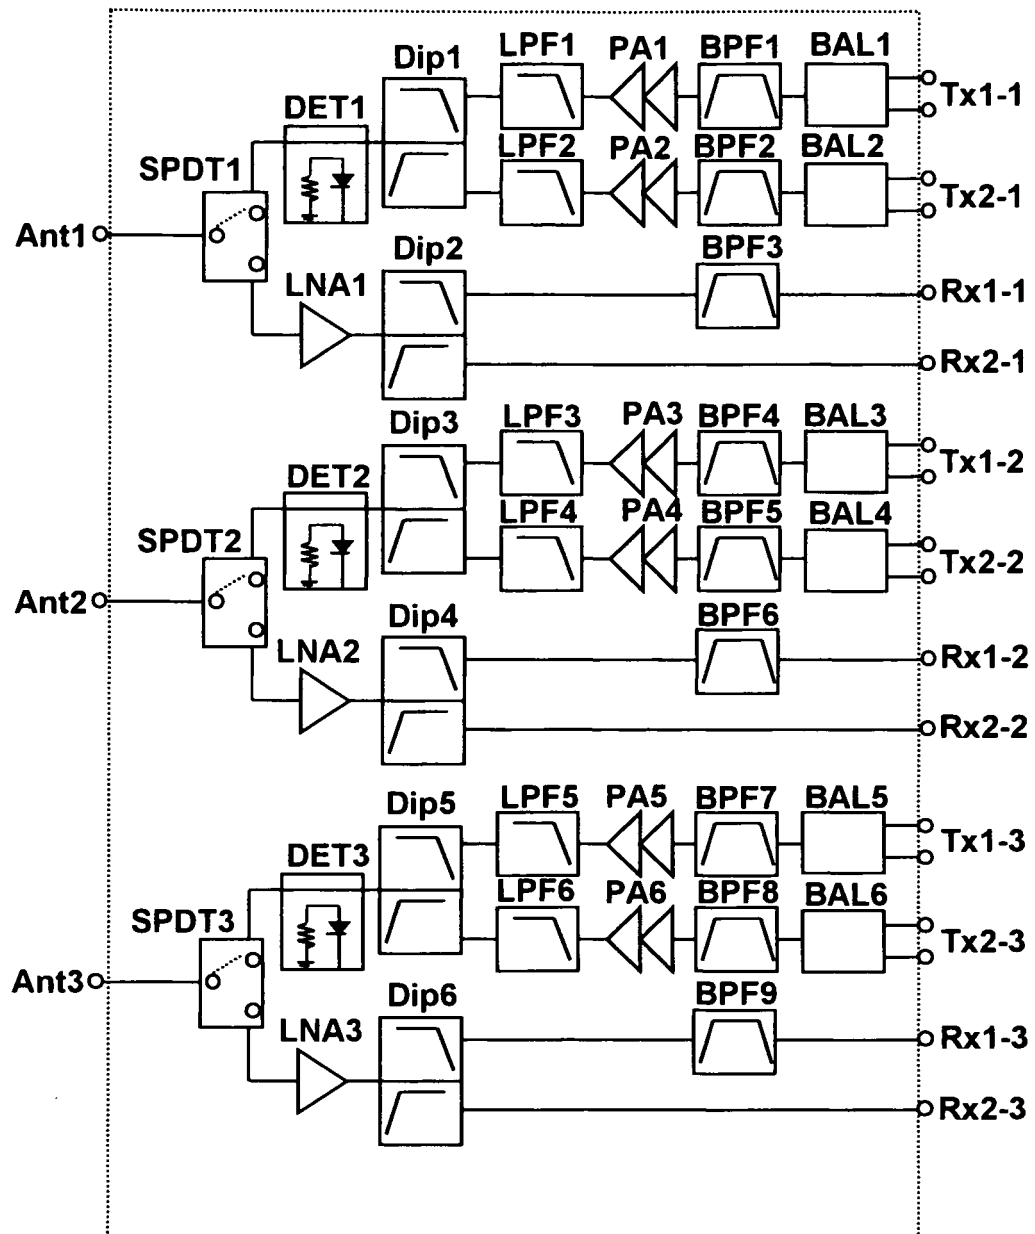 Dip1 LPF1 PA1 BPF1 BAL1
Tx1-1
DET1
LPF2 PA2 BPF2 BAL2
SPDT1
Tx2-1
Ant1
Dip2 BPF3
LNA1
Rx1-1
Rx2-1
Dip3 LPF3 PA3 BPF4 BAL3
Tx1-2
DET2
LPF4 PA4 BPF5 BAL4
SPDT2
Tx2-2
Ant2
Dip4 BPF6
LNA2
Rx1-2
Rx2-2
Dip5 LPF5 PA5 BPF7 BAL5
Tx1-3
DET3
LPF6 PA6 BPF8 BAL6
SPDT3
Tx2-3
Ant3
Dip6 BPF9
LNA3
Rx1-3
Rx2-3